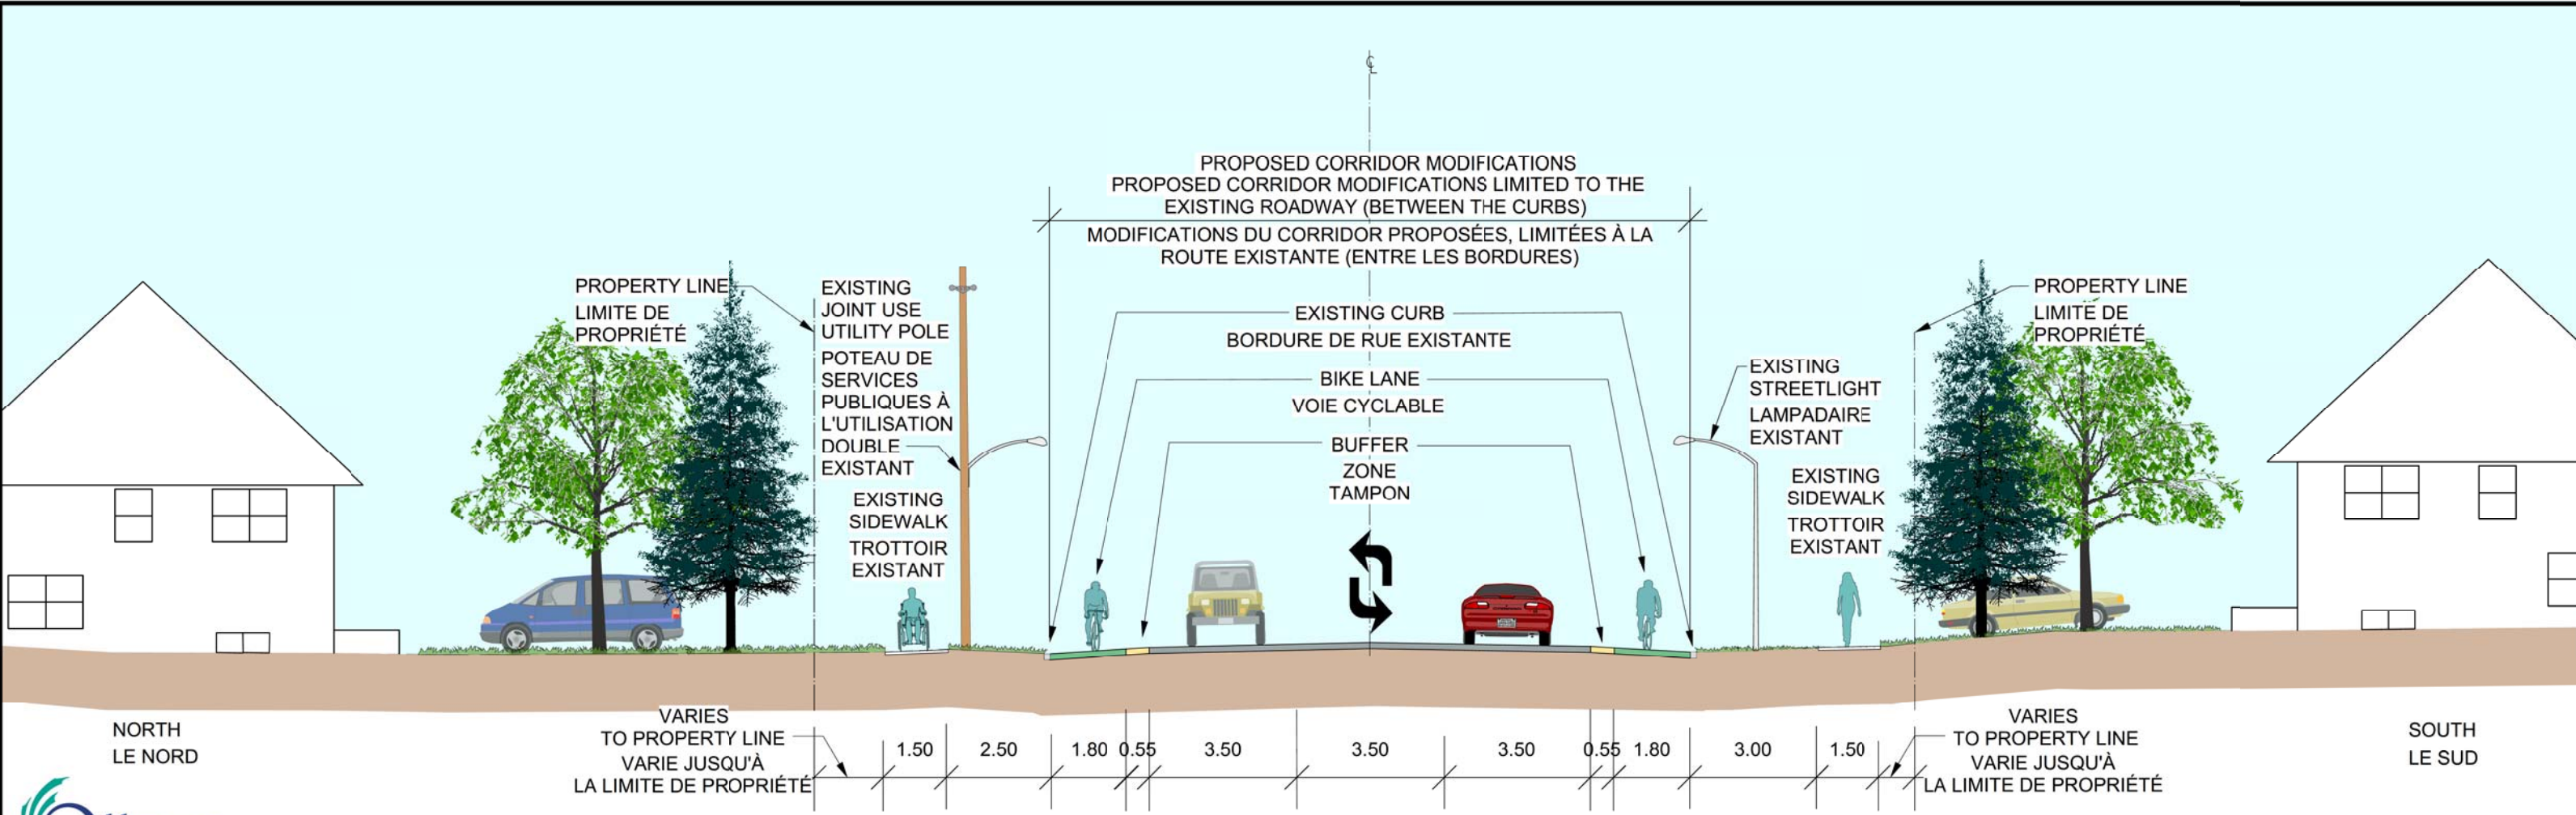 ℄
PROPOSED CORRIDOR MODIFICATIONS
PROPOSED CORRIDOR MODIFICATIONS LIMITED TO THE
EXISTING ROADWAY (BETWEEN THE CURBS)
MODIFICATIONS DU CORRIDOR PROPOSÉES, LIMITÉES À LA
ROUTE EXISTANTE (ENTRE LES BORDURES)
PROPERTY LINE
LIMITE DE
PROPRIÉTÉ
EXISTING
JOINT USE
UTILITY POLE
POTEAU DE
SERVICES
PUBLIQUES À
L'UTILISATION
DOUBLE
EXISTANT
EXISTING
SIDEWALK
TROTTOIR
EXISTANT
EXISTING CURB
BORDURE DE RUE EXISTANTE
BIKE LANE
VOIE CYCLABLE
BUFFER
ZONE
TAMPON
EXISTING
STREETLIGHT
LAMPADAIRE
EXISTANT
EXISTING
SIDEWALK
TROTTOIR
EXISTANT
PROPERTY LINE
LIMITE DE
PROPRIÉTÉ
NORTH
LE NORD
VARIES
TO PROPERTY LINE
VARIE JUSQU'À
LA LIMITE DE PROPRIÉTÉ
1.50 2.50 1.80 0.55 3.50 3.50 3.50 0.55 1.80 3.00 1.50
VARIES
TO PROPERTY LINE
VARIE JUSQU'À
LA LIMITE DE PROPRIÉTÉ
SOUTH
LE SUD